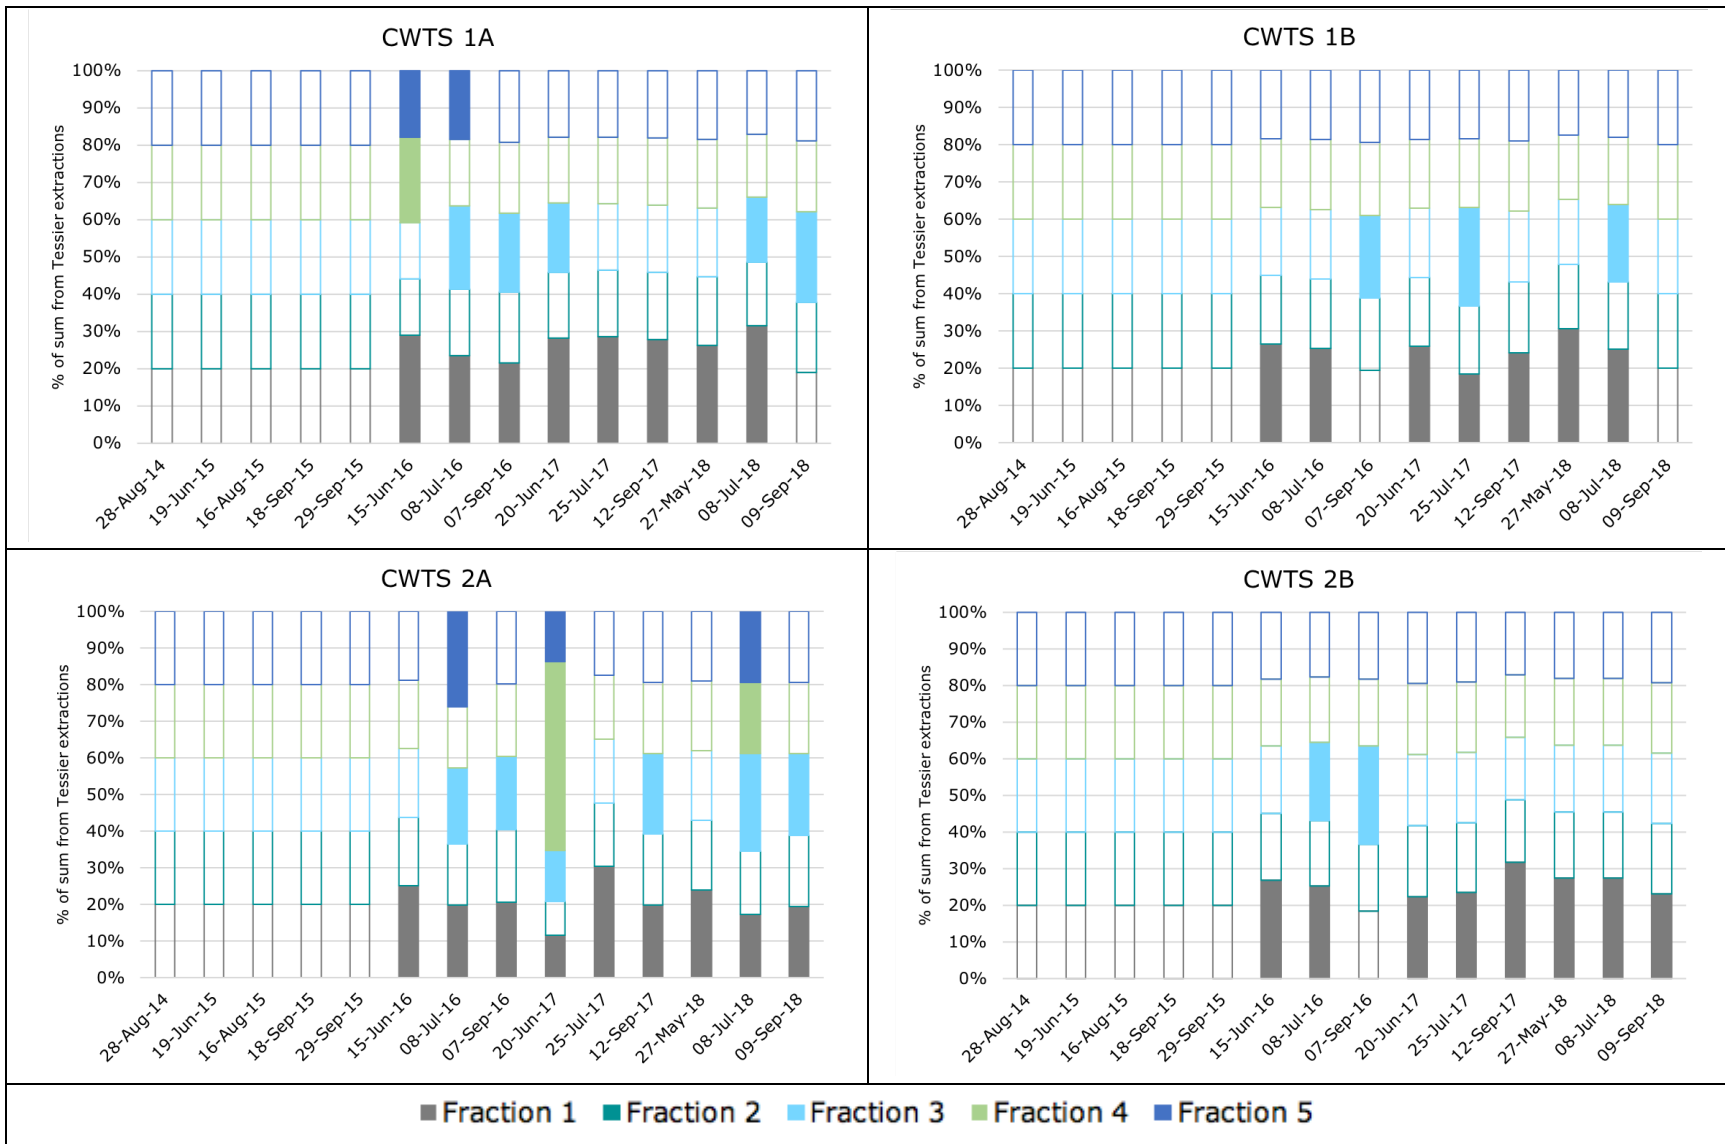 CWTS 1A
% of sum from Tessier extractions
100%
90%
80%
70%
60%
50%
40%
30%
20%
10%
0%
28-Aug-14
19-Jun-15
16-Aug-15
18-Sep-15
29-Sep-15
15-Jun-16
08-Jul-16
07-Sep-16
20-Jun-17
25-Jul-17
12-Sep-17
27-May-18
08-Jul-18
09-Sep-18
CWTS 1B
% of sum from Tessier extractions
100%
90%
80%
70%
60%
50%
40%
30%
20%
10%
0%
28-Aug-14
19-Jun-15
16-Aug-15
18-Sep-15
29-Sep-15
15-Jun-16
08-Jul-16
07-Sep-16
20-Jun-17
25-Jul-17
12-Sep-17
27-May-18
08-Jul-18
09-Sep-18
CWTS 2A
% of sum from Tessier extractions
100%
90%
80%
70%
60%
50%
40%
30%
20%
10%
0%
28-Aug-14
19-Jun-15
16-Aug-15
18-Sep-15
29-Sep-15
15-Jun-16
08-Jul-16
07-Sep-16
20-Jun-17
25-Jul-17
12-Sep-17
27-May-18
08-Jul-18
09-Sep-18
CWTS 2B
% of sum from Tessier extractions
100%
90%
80%
70%
60%
50%
40%
30%
20%
10%
0%
28-Aug-14
19-Jun-15
16-Aug-15
18-Sep-15
29-Sep-15
15-Jun-16
08-Jul-16
07-Sep-16
20-Jun-17
25-Jul-17
12-Sep-17
27-May-18
08-Jul-18
09-Sep-18
Fraction 1 Fraction 2 Fraction 3 Fraction 4 Fraction 5